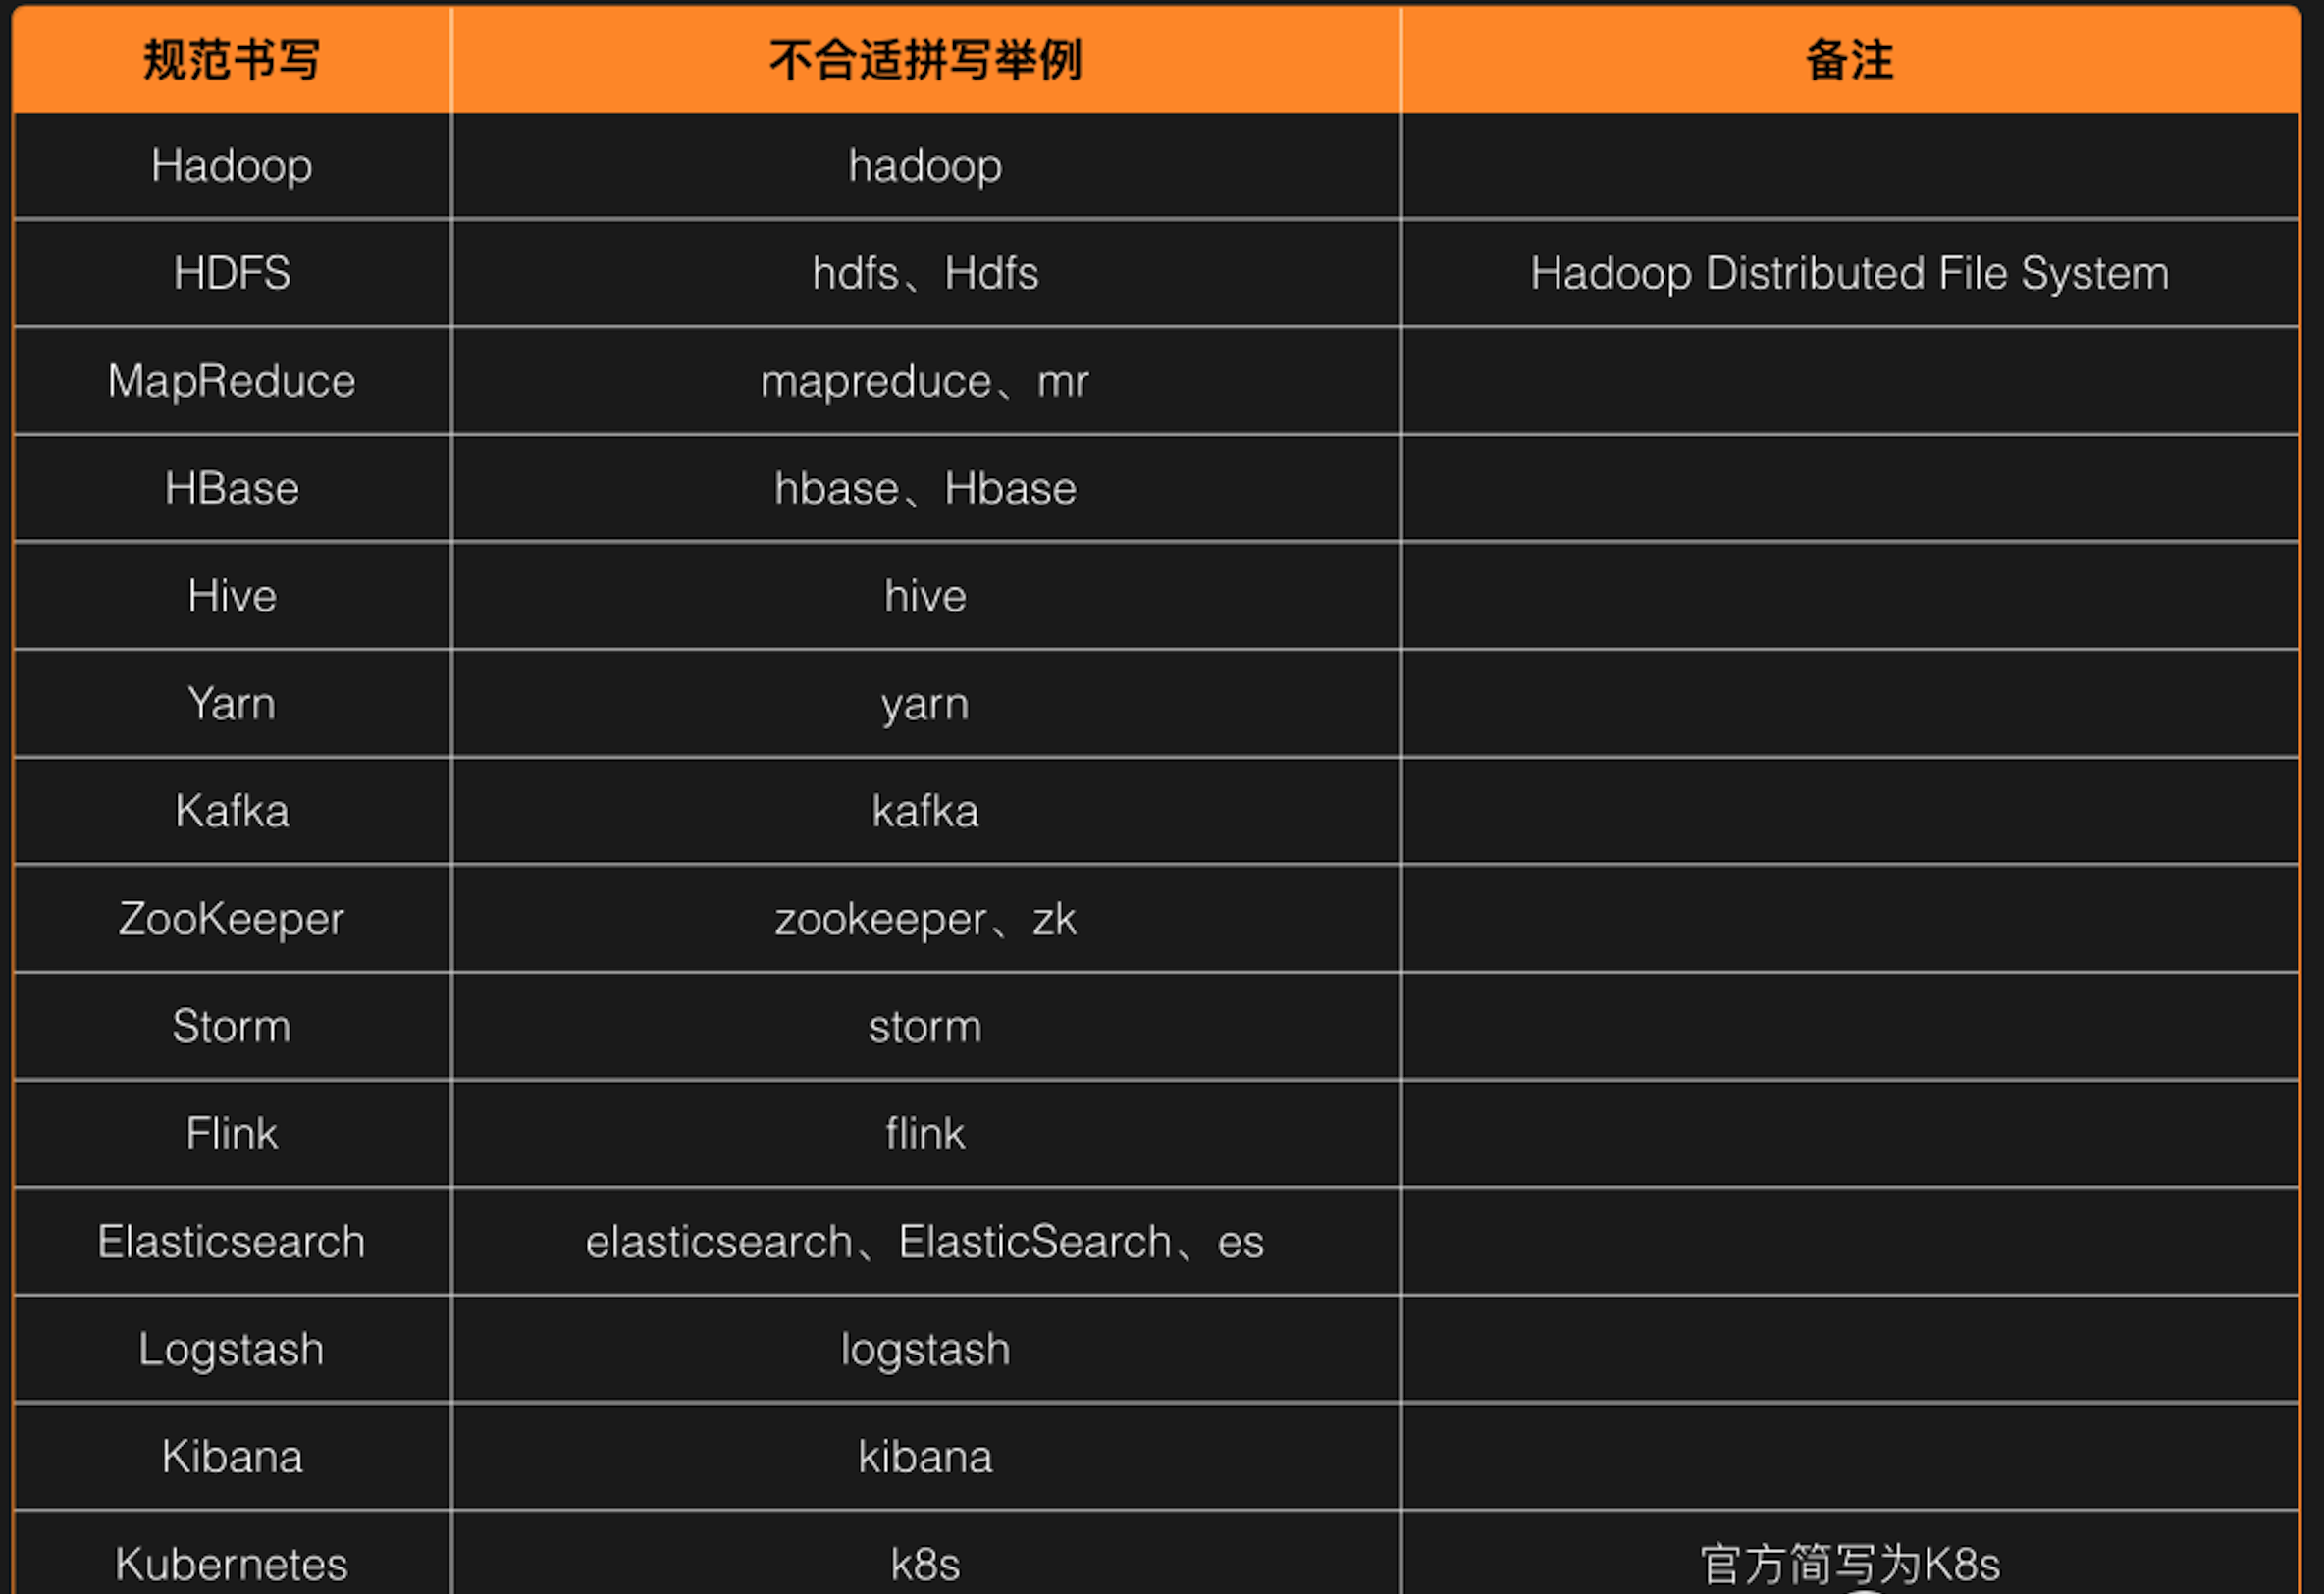 规范书写 不合适拼写举例 备注
Hadoop hadoop
HDFS hdfs、Hdfs Hadoop Distributed File System
MapReduce mapreduce、mr
HBase hbase、Hbase
Hive hive
Yarn yarn
Kafka kafka
ZooKeeper zookeeper、zk
Storm storm
Flink flink
Elasticsearch elasticsearch、ElasticSearch、es
Logstash logstash
Kibana kibana
Kubernetes k8s 官方简写为K8s